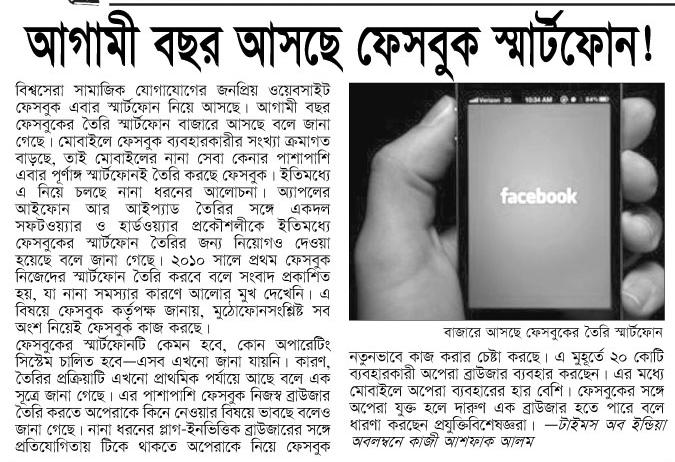 আগামী বছর আসছে ফেসবুক স্মার্টফোন!
বিশ্বসেরা সামাজিক যোগাযোগের জনপ্রিয় ওয়েবসাইট
ফেসবুক এবার স্মার্টফোন নিয়ে আসছে। আগামী বছর
ফেসবুকের তৈরি স্মার্টফোন বাজারে আসছে বলে জানা
গেছে। মোবাইলে ফেসবুক ব্যবহারকারীর সংখ্যা ক্রমাগত
বাড়ছে, তাই মোবাইলের নানা সেবা কেনার পাশাপাশি
এবার পূর্ণাঙ্গ স্মার্টফোনই তৈরি করছে ফেসবুক। ইতিমধ্যে
এ নিয়ে চলছে নানা ধরনের আলোচনা। অ্যাপলের
আইফোন আর আইপ্যাড তৈরির সঙ্গে একদল
সফটওয়্যার ও হার্ডওয়্যার প্রকৌশলীকে ইতিমধ্যে
ফেসবুকের স্মার্টফোন তৈরির জন্য নিয়োগও দেওয়া
হয়েছে বলে জানা গেছে। ২০১০ সালে প্রথম ফেসবুক
নিজেদের স্মার্টফোন তৈরি করবে বলে সংবাদ প্রকাশিত
হয়, যা নানা সমস্যার কারণে আলোর মুখ দেখেনি। এ
বিষয়ে ফেসবুক কর্তৃপক্ষ জানায়, মুঠোফোনসংশ্লিষ্ট সব
অংশ নিয়েই ফেসবুক কাজ করছে।
ফেসবুকের স্মার্টফোনটি কেমন হবে, কোন অপারেটিং
সিস্টেম চালিত হবে—এসব এখনো জানা যায়নি। কারণ,
তৈরির প্রক্রিয়াটি এখনো প্রাথমিক পর্যায়ে আছে বলে এক
সূত্রে জানা গেছে। এর পাশাপাশি ফেসবুক নিজস্ব ব্রাউজার
তৈরি করতে অপেরাকে কিনে নেওয়ার বিষয়ে ভাবছে বলেও
জানা গেছে। নানা ধরনের প্লাগ-ইনভিত্তিক ব্রাউজারের সঙ্গে
প্রতিযোগিতায় টিকে থাকতে অপেরাকে নিয়ে ফেসবুক
Verizon 3G 10:34 AM 84%
facebook
বাজারে আসছে ফেসবুকের তৈরি স্মার্টফোন
নতুনভাবে কাজ করার চেষ্টা করছে। এ মুহূর্তে ২০ কোটি
ব্যবহারকারী অপেরা ব্রাউজার ব্যবহার করছেন। এর মধ্যে
মোবাইলে অপেরা ব্যবহারের হার বেশি। ফেসবুকের সঙ্গে
অপেরা যুক্ত হলে দারুণ এক ব্রাউজার হতে পারে বলে
ধারণা করছেন প্রযুক্তিবিশেষজ্ঞরা। —টাইমস অব ইন্ডিয়া
অবলম্বনে কাজী আশফাক আলম